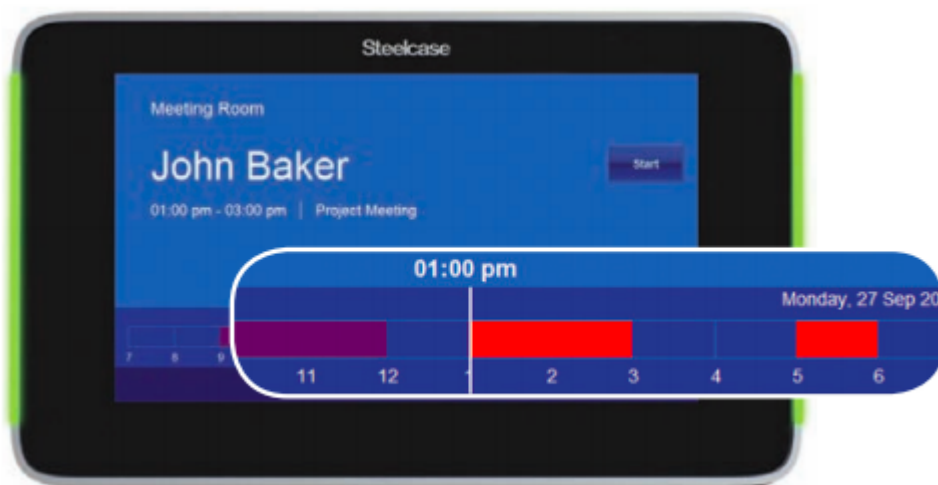 Steelcase
Meeting Room
John Baker
Start
01:00 pm - 03:00 pm | Project Meeting
01:00 pm
Monday, 27 Sep 20
7 8 9
11 12 1 2 3 4 5 6